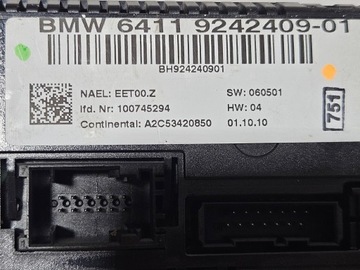 BMW 6411 9242409-01
BH924240901
NAEL: EET00.Z SW: 060501
lfd. Nr: 100745294 HW: 04
Continental: A2C53420850 01.10.10
751